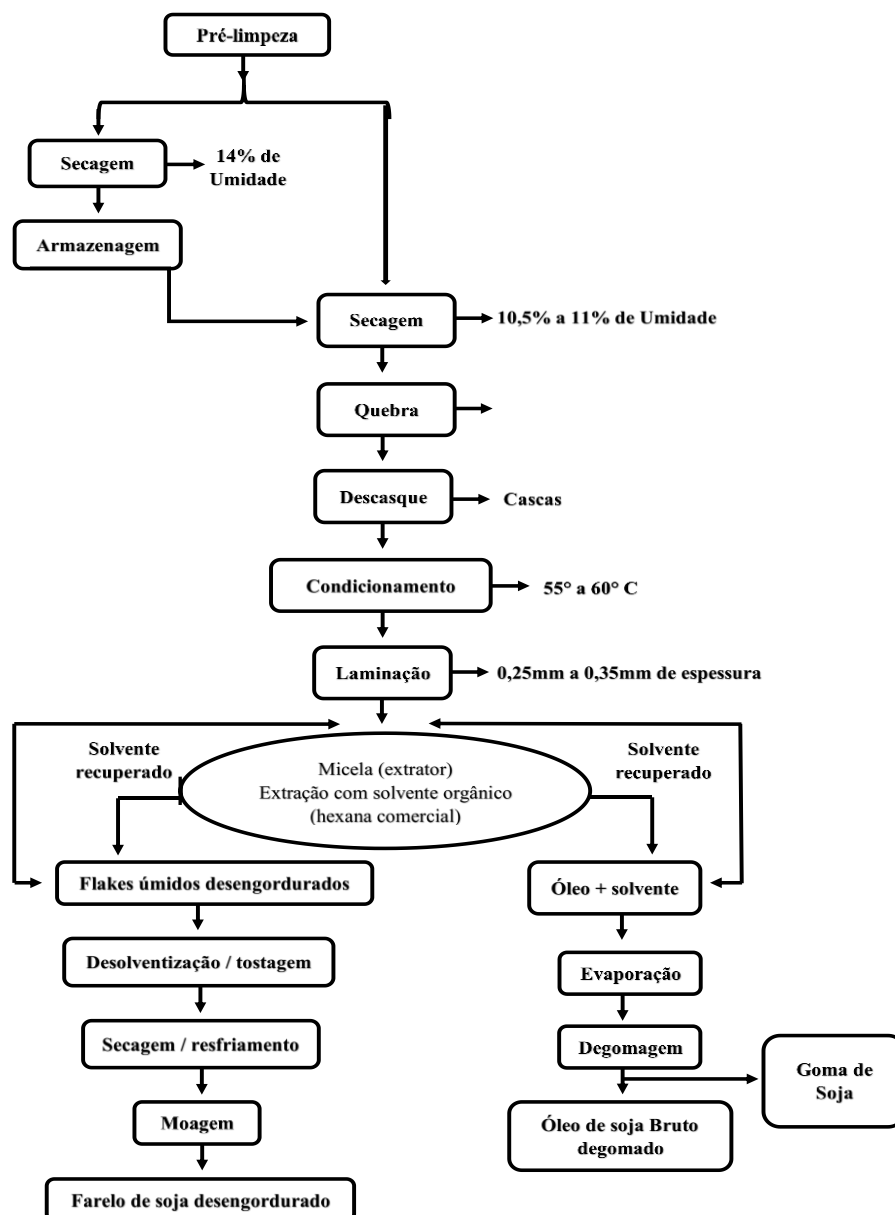 Pré-limpeza
Secagem
14% de
Umidade
Armazenagem
Secagem
10,5% a 11% de Umidade
Quebra
Descasque
Cascas
Condicionamento
55° a 60° C
Laminação
0,25mm a 0,35mm de espessura
Solvente
recuperado
Micela (extrator)
Extração com solvente orgânico
(hexana comercial)
Solvente
recuperado
Flakes úmidos desengordurados
Óleo + solvente
Desolventização / tostagem
Evaporação
Secagem / resfriamento
Degomagem
Goma de
Soja
Moagem
Óleo de soja Bruto
degomado
Farelo de soja desengordurado